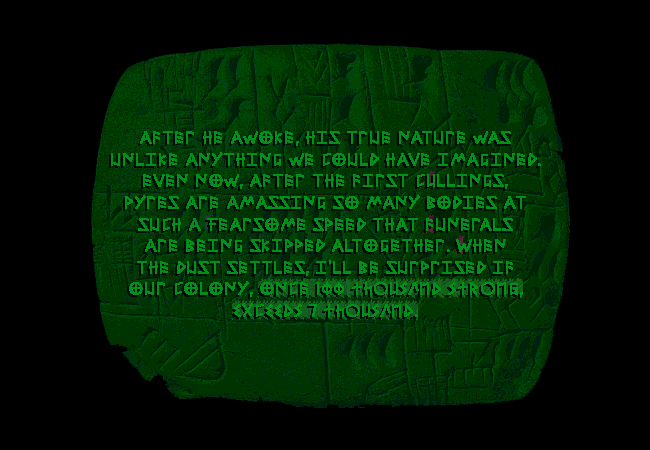 AFTER HE AWOKE, HIS TRUE NATURE WAS
UNLIKE ANYTHING WE COULD HAVE IMAGINED.
EVEN NOW, AFTER THE FIRST CULLINGS,
PYRES ARE AMASSING SO MANY BODIES AT
SUCH A FEARSOME SPEED THAT FUNERALS
ARE BEING SKIPPED ALTOGETHER. WHEN
THE DUST SETTLES, I'LL BE SURPRISED IF
OUR COLONY, ONCE 100 THOUSAND STRONG,
EXCEEDS 7 THOUSAND.